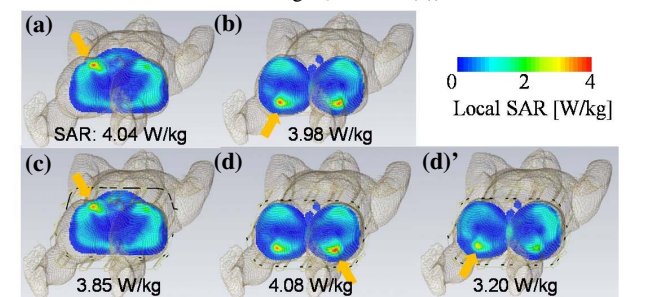 (a)
(b)
SAR: 4.04 W/kg
3.98 W/kg
0 2 4
Local SAR [W/kg]
(c)
(d)
(d)’
3.85 W/kg
4.08 W/kg
3.20 W/kg